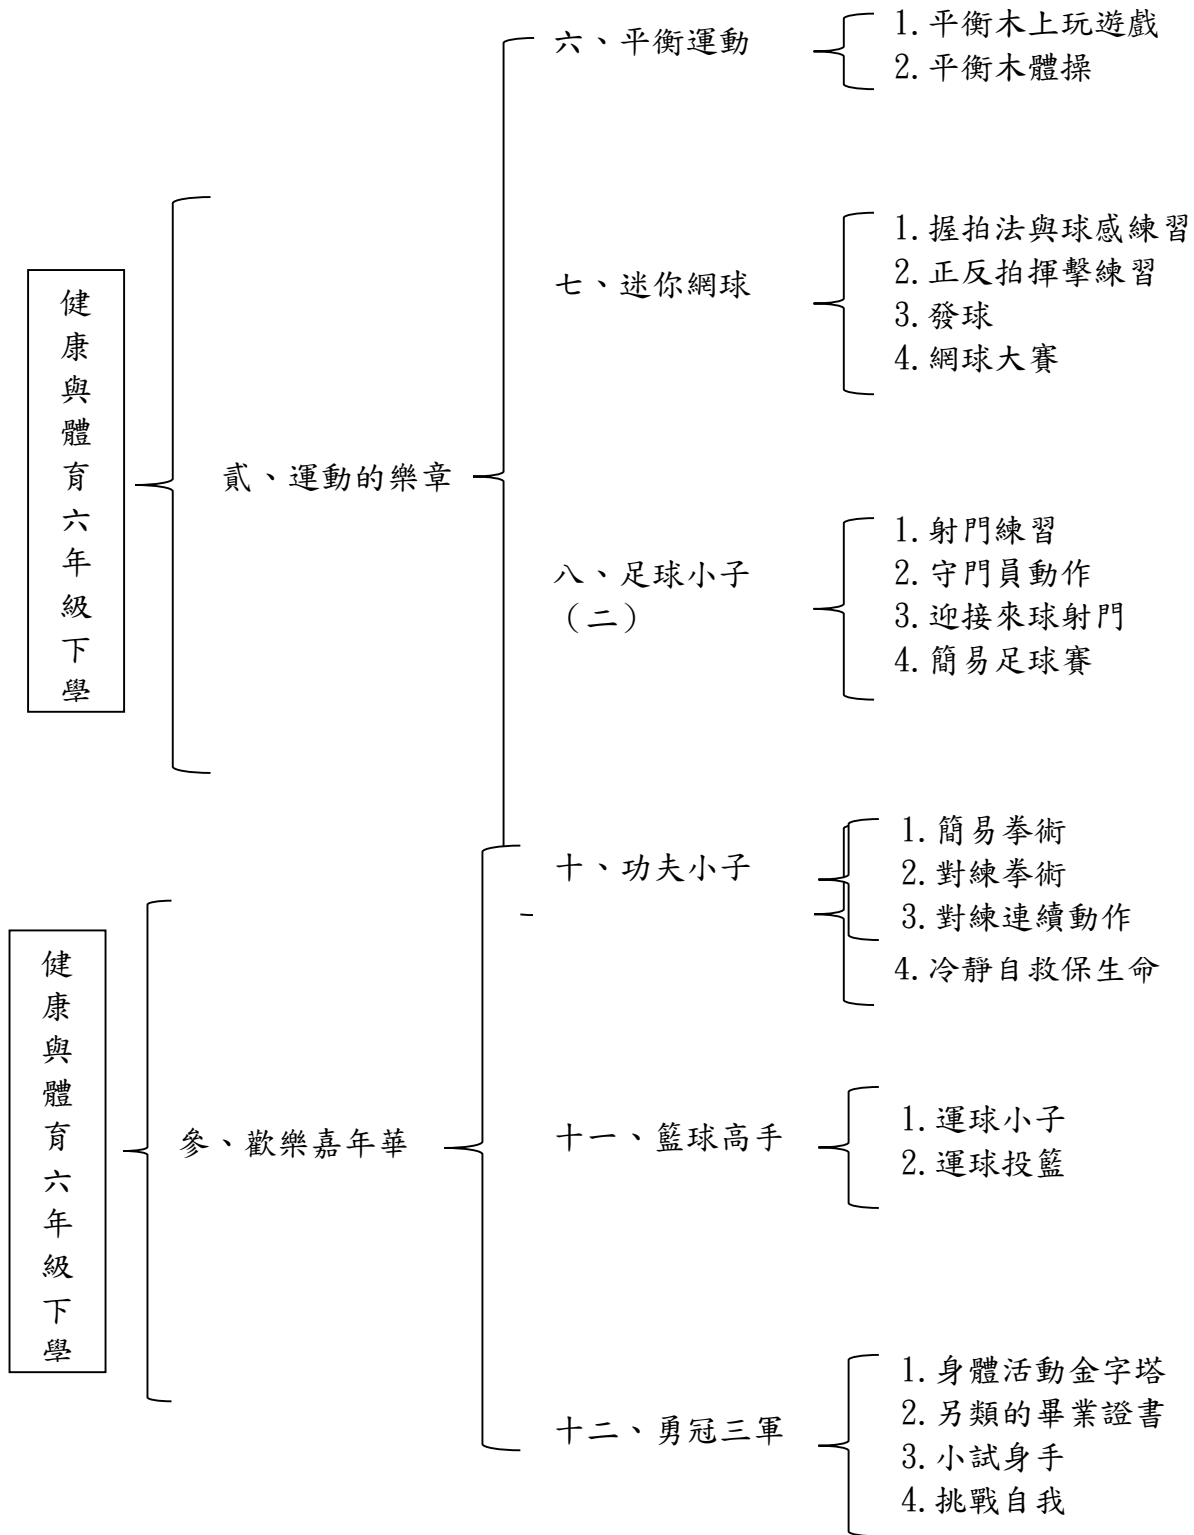 健康與體育六年級下學
貳、運動的樂章
六、平衡運動
1.平衡木上玩遊戲
2.平衡木體操
七、迷你網球
1.握拍法與球感練習
2.正反拍揮擊練習
3.發球
4.網球大賽
八、足球小子
（二）
1.射門練習
2.守門員動作
3.迎接來球射門
4.簡易足球賽
健康與體育六年級下學
參、歡樂嘉年華
十、功夫小子
1.簡易拳術
2.對練拳術
3.對練連續動作
4.冷靜自救保生命
十一、籃球高手
1.運球小子
2.運球投籃
十二、勇冠三軍
1.身體活動金字塔
2.另類的畢業證書
3.小試身手
4.挑戰自我